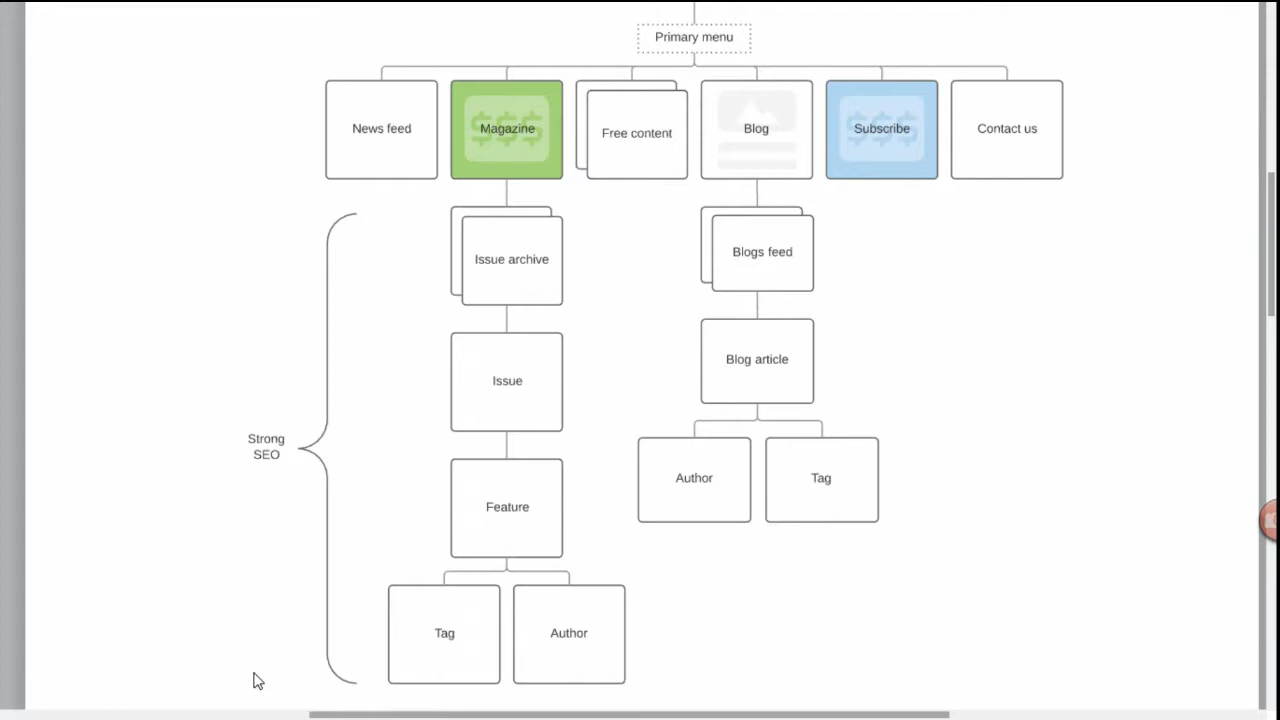 Primary menu
News feed
$$$
Magazine
Free content
Blog
$$$
Subscribe
Contact us
Issue archive
Blogs feed
Issue
Blog article
Strong
SEO
Feature
Author
Tag
Tag
Author